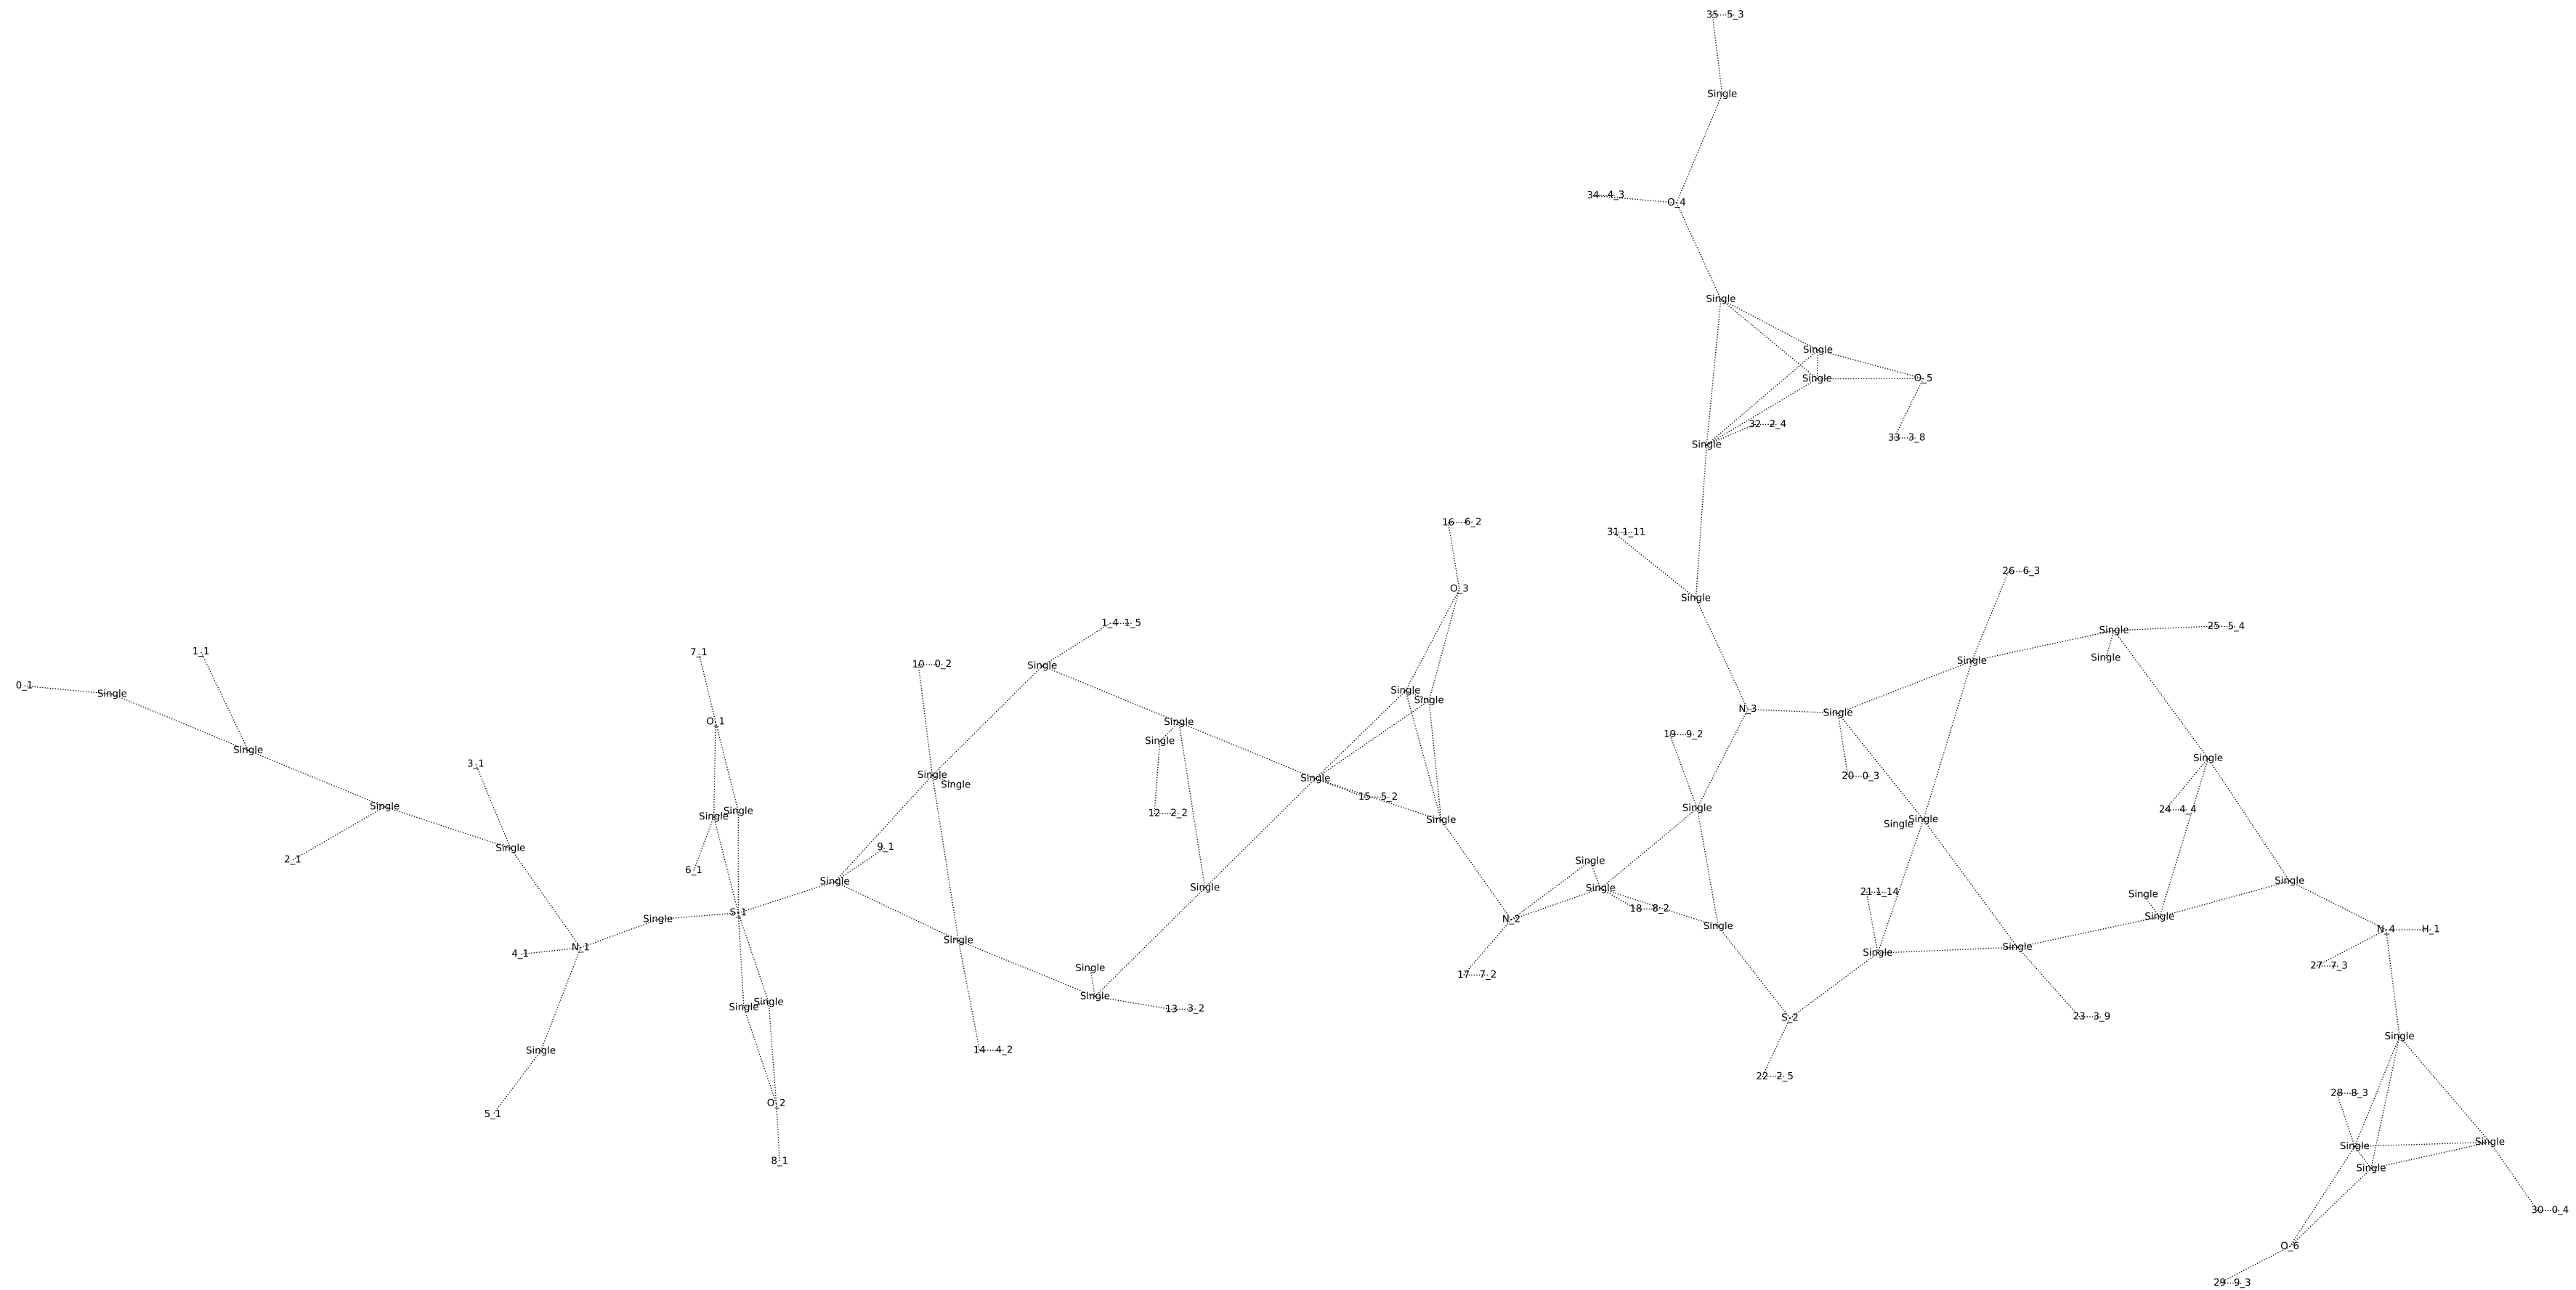 35 5_3
Single
34 4_3
O_4
Single
Single
Single
O_5
32 2_4
33 3_8
Single
16 6_2
31 1_11
26 6_3
O_3
Single
1_4 1_5
25 5_4
Single
1_1
7_1
Single
Single
10 0_2
Single
0_1
Single
Single
Single
N_3
Single
O_1
Single
19 9_2
Single
Single
Single
3_1
Single
20 0_3
Single
Single
15 5_2
Single
Single
24 4_4
Single
12 2_2
Single
Single
Single
Single
Single
9_1
2_1
Single
6_1
Single
Single
Single
Single
21 1_14
Single
18 8_2
S_1
Single
Single
N_2
Single
N_4 H_1
Single
N_1
Single
4_1
Single
27 7_3
Single
17 7_2
Single
Single
Single
13 3_2
23 3_9
S_2
Single
14 4_2
Single
22 2_5
28 8_3
O_2
5_1
Single
Single
8_1
Single
30 0_4
O_6
29 9_3